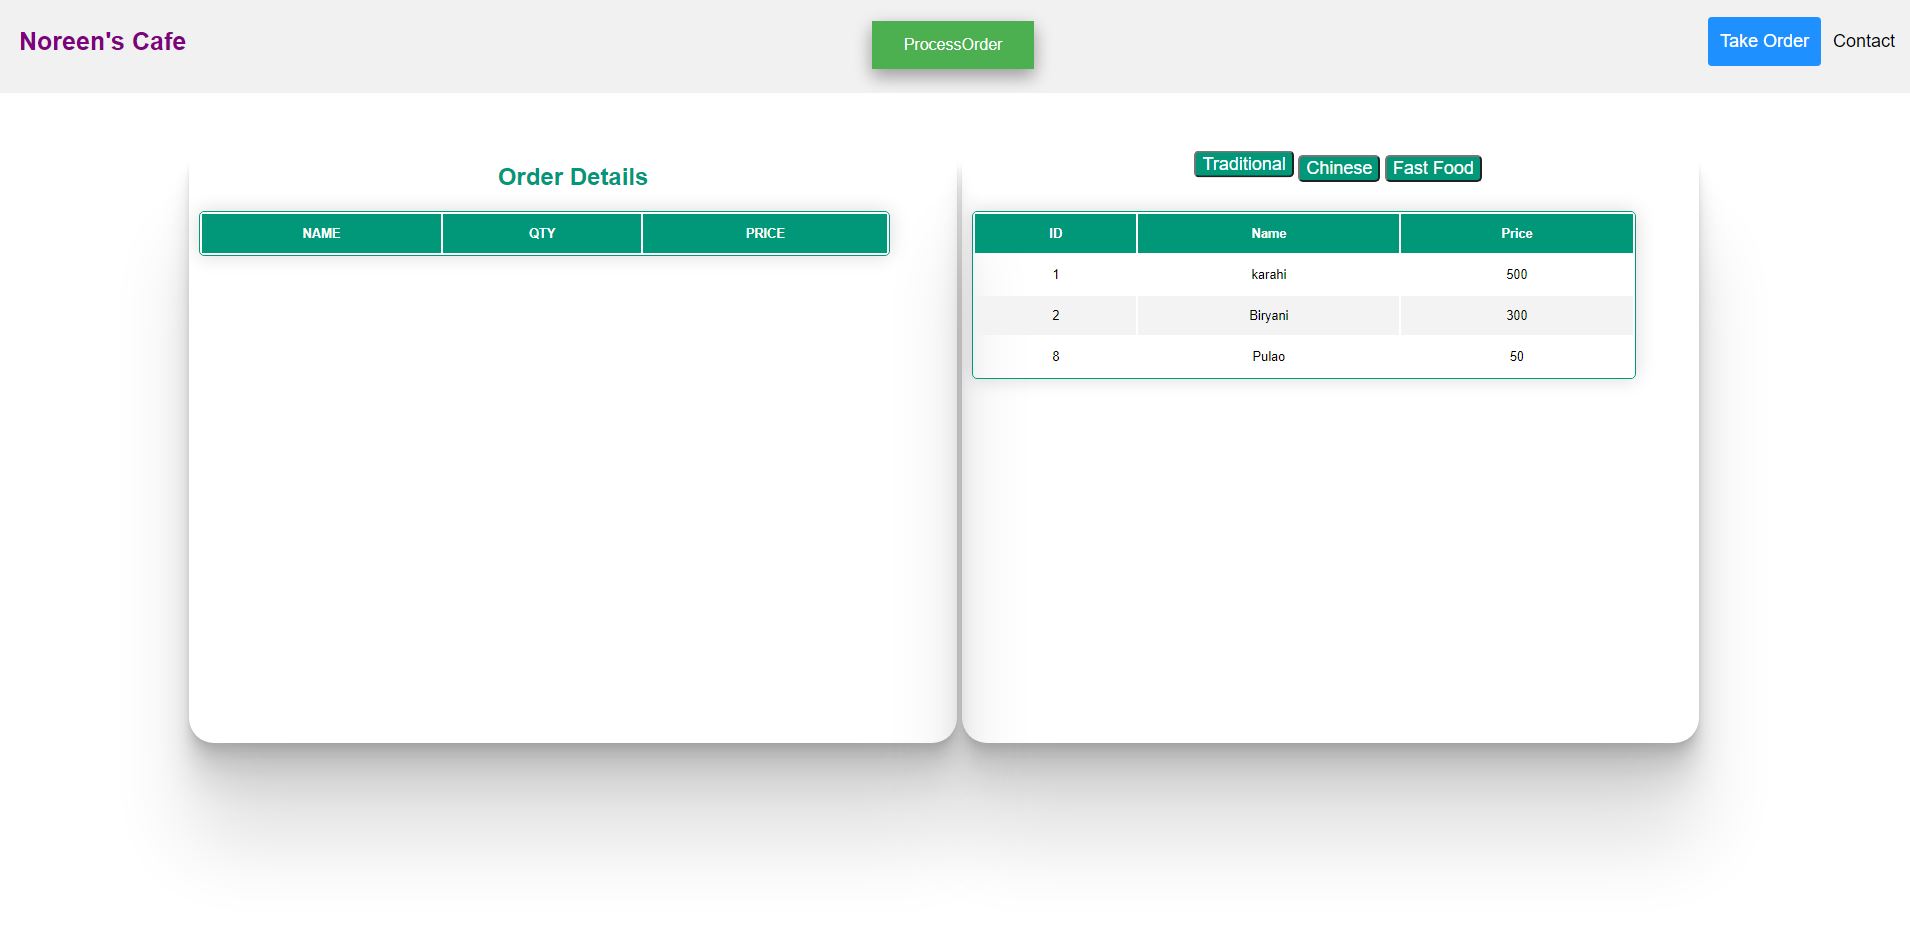 Noreen's Cafe
ProcessOrder
Take Order Contact
Order Details
NAME QTY PRICE
Traditional Chinese Fast Food
ID Name Price
1 karahi 500
2 Biryani 300
8 Pulao 50